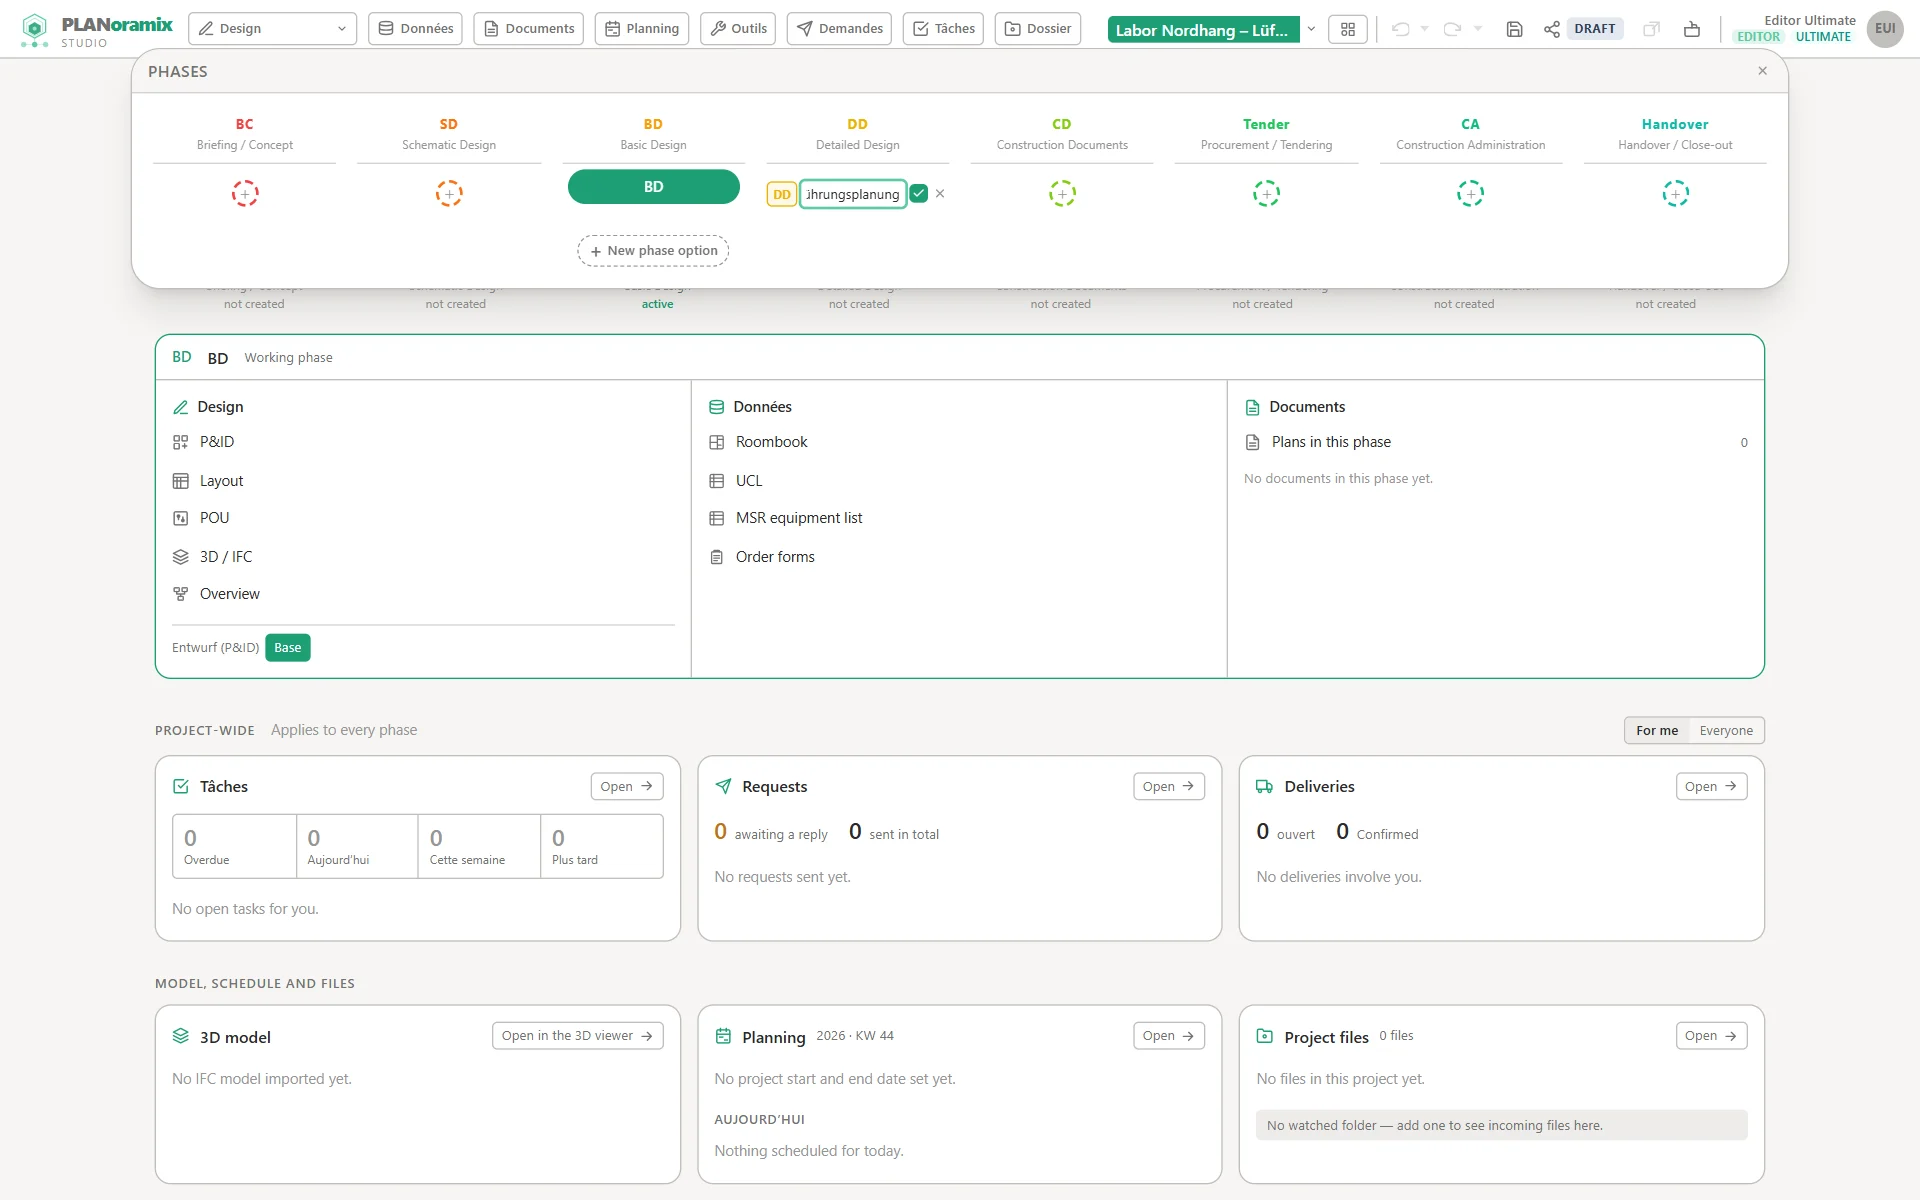 PLANoramix
STUDIO
Design
Données
Documents
Planning
Outils
Demandes
Tâches
Dossier
Labor Nordhang – Lüf...
DRAFT
Editor Ultimate
EDITOR
ULTIMATE
EUI
PHASES
BC
Briefing / Concept
SD
Schematic Design
BD
Basic Design
DD
Detailed Design
CD
Construction Documents
Tender
Procurement / Tendering
CA
Construction Administration
Handover
Handover / Close-out
BD
DD
ührungsplanung
New phase option
not created
not created
active
not created
not created
not created
not created
not created
BD
BD
Working phase
Design
P&ID
Layout
POU
3D / IFC
Overview
Entwurf (P&ID)
Base
Données
Roombook
UCL
MSR equipment list
Order forms
Documents
Plans in this phase
0
No documents in this phase yet.
PROJECT-WIDE
Applies to every phase
For me
Everyone
Tâches
Open →
0
Overdue
0
Aujourd'hui
0
Cette semaine
0
Plus tard
No open tasks for you.
Requests
Open →
0 awaiting a reply
0 sent in total
No requests sent yet.
Deliveries
Open →
0 ouvert
0 Confirmed
No deliveries involve you.
MODEL, SCHEDULE AND FILES
3D model
Open in the 3D viewer →
No IFC model imported yet.
Planning
2026 · KW 44
Open →
No project start and end date set yet.
AUJOURD'HUI
Nothing scheduled for today.
Project files
0 files
Open →
No files in this project yet.
No watched folder — add one to see incoming files here.